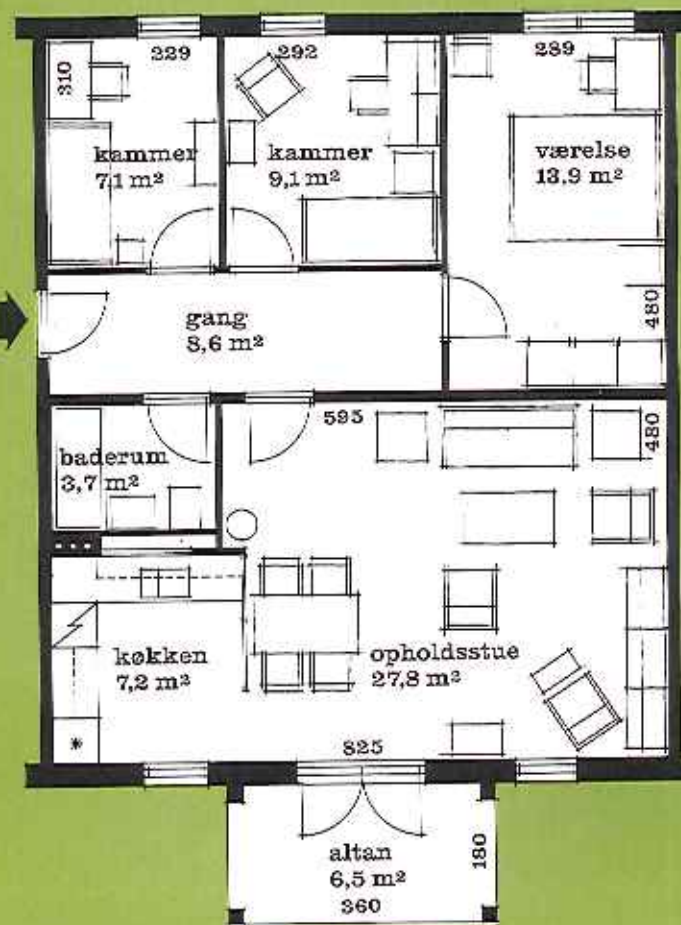 229
292
289
310
kammer
7,1 m²
kammer
9,1 m²
værelse
13,9 m²
480
gang
8,6 m²
595
480
baderum
3,7 m²
køkken
7,2 m²
opholdsstue
27,8 m²
*
825
altan
6,5 m²
180
360